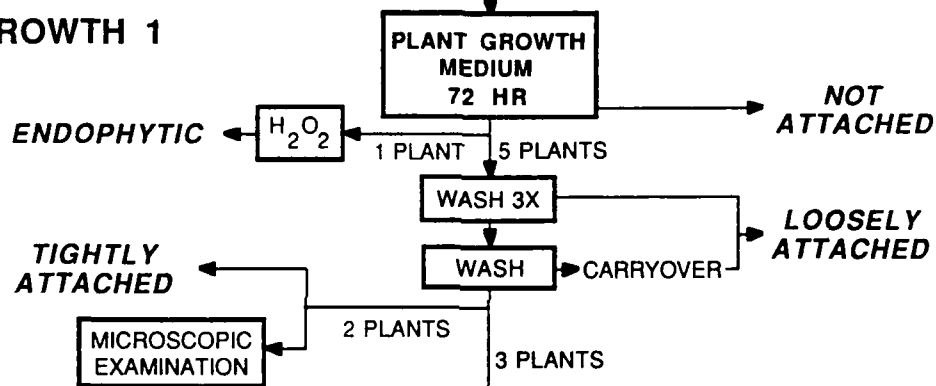 ROWTH 1
PLANT GROWTH
MEDIUM
72 HR
NOT
ATTACHED
ENDOPHYTIC
H2O2
1 PLANT
5 PLANTS
WASH 3X
LOOSELY
ATTACHED
TIGHTLY
ATTACHED
WASH
CARRYOVER
2 PLANTS
MICROSCOPIC
EXAMINATION
3 PLANTS